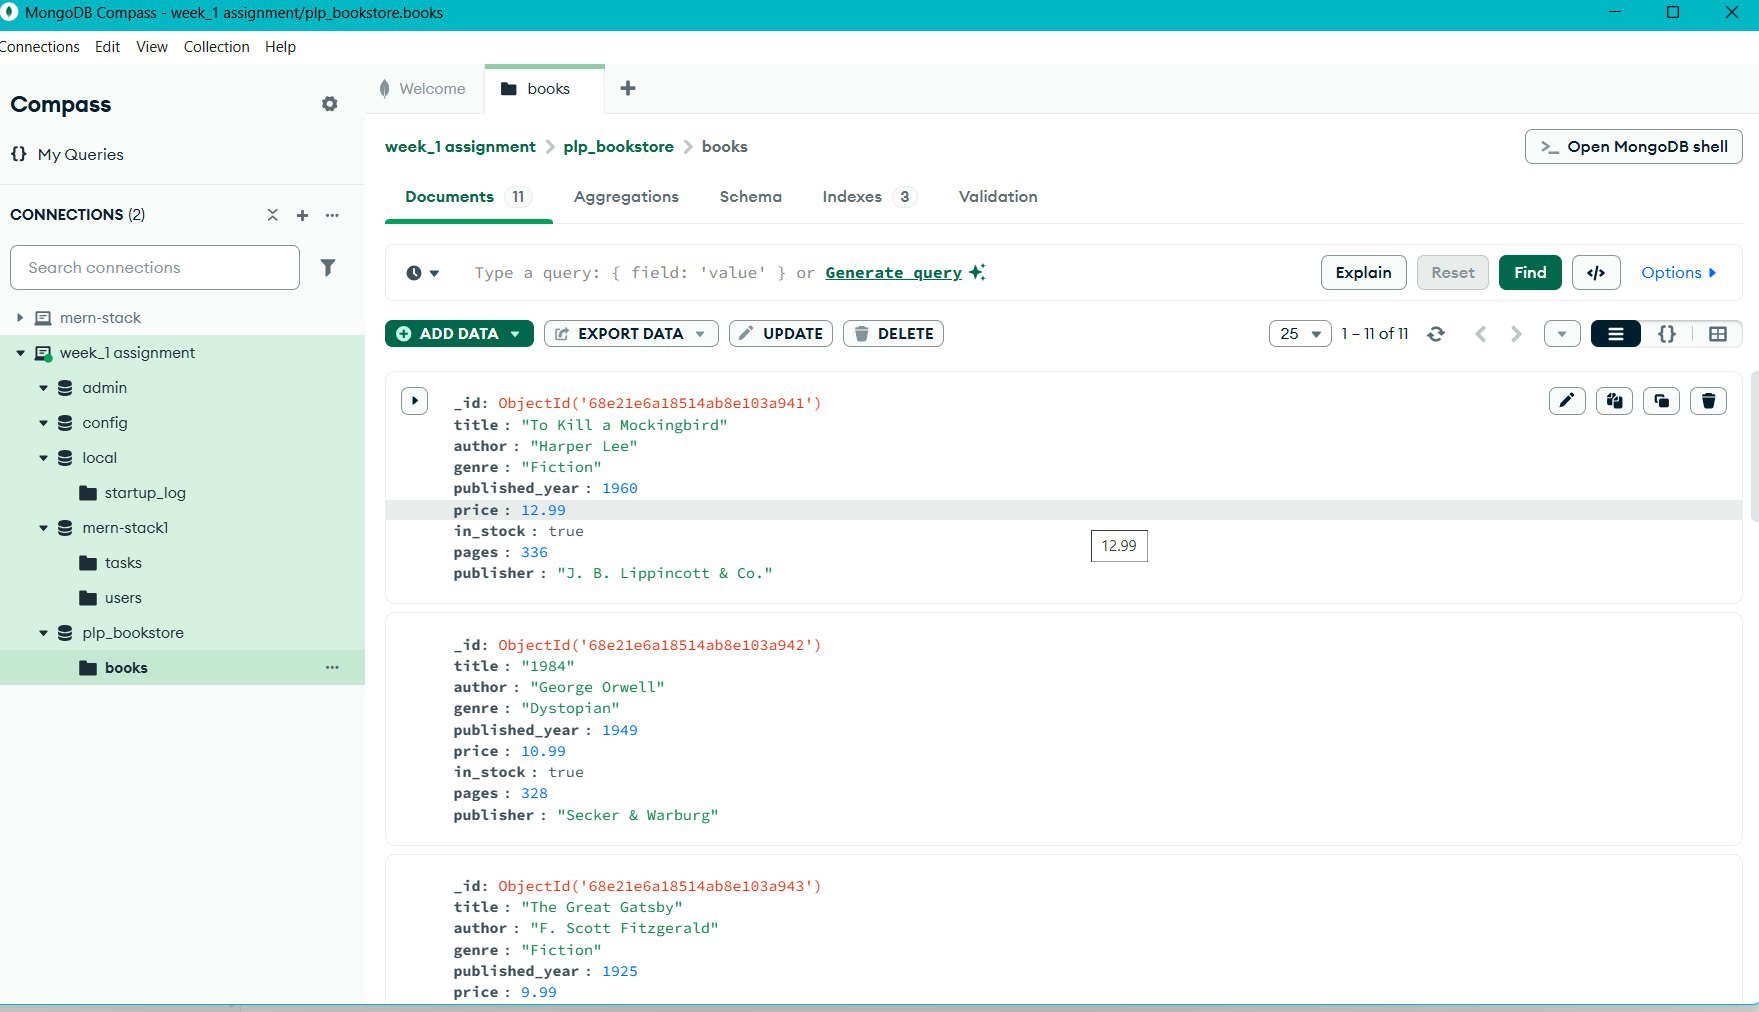 MongoDB Compass - week_1 assignment/plp_bookstore.books
Connections Edit View Collection Help
Compass
{} My Queries
CONNECTIONS (2)
Search connections
mern-stack
week_1 assignment
admin
config
local
startup_log
mern-stack1
tasks
users
plp_bookstore
books
Welcome
books
week_1 assignment > plp_bookstore > books
>_ Open MongoDB shell
Documents 11 Aggregations Schema Indexes 3 Validation
Type a query: { field: 'value' } or Generate query
Explain Reset Find </> Options
ADD DATA EXPORT DATA UPDATE DELETE
25 1 – 11 of 11 {}
_id: ObjectId('68e21e6a18514ab8e103a941')
title : "To Kill a Mockingbird"
author : "Harper Lee"
genre : "Fiction"
published_year : 1960
price : 12.99
in_stock : true
12.99
pages : 336
publisher : "J. B. Lippincott & Co."
_id: ObjectId('68e21e6a18514ab8e103a942')
title : "1984"
author : "George Orwell"
genre : "Dystopian"
published_year : 1949
price : 10.99
in_stock : true
pages : 328
publisher : "Secker & Warburg"
_id: ObjectId('68e21e6a18514ab8e103a943')
title : "The Great Gatsby"
author : "F. Scott Fitzgerald"
genre : "Fiction"
published_year : 1925
price : 9.99